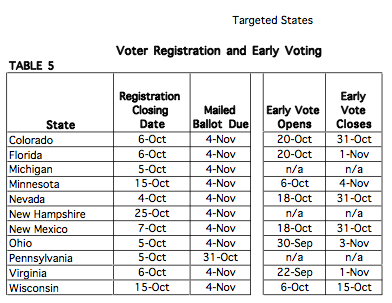 Targeted States
Voter Registration and Early Voting
TABLE 5
State Registration Closing Date Mailed Ballot Due Early Vote Opens Early Vote Closes
Colorado 6-Oct 4-Nov 20-Oct 31-Oct
Florida 6-Oct 4-Nov 20-Oct 1-Nov
Michigan 5-Oct 4-Nov n/a n/a
Minnesota 15-Oct 4-Nov 6-Oct 4-Nov
Nevada 4-Oct 4-Nov 18-Oct 31-Oct
New Hampshire 25-Oct 4-Nov n/a n/a
New Mexico 7-Oct 4-Nov 18-Oct 31-Oct
Ohio 5-Oct 4-Nov 30-Sep 3-Nov
Pennsylvania 5-Oct 31-Oct n/a n/a
Virginia 6-Oct 4-Nov 22-Sep 1-Nov
Wisconsin 15-Oct 4-Nov 6-Oct 15-Oct